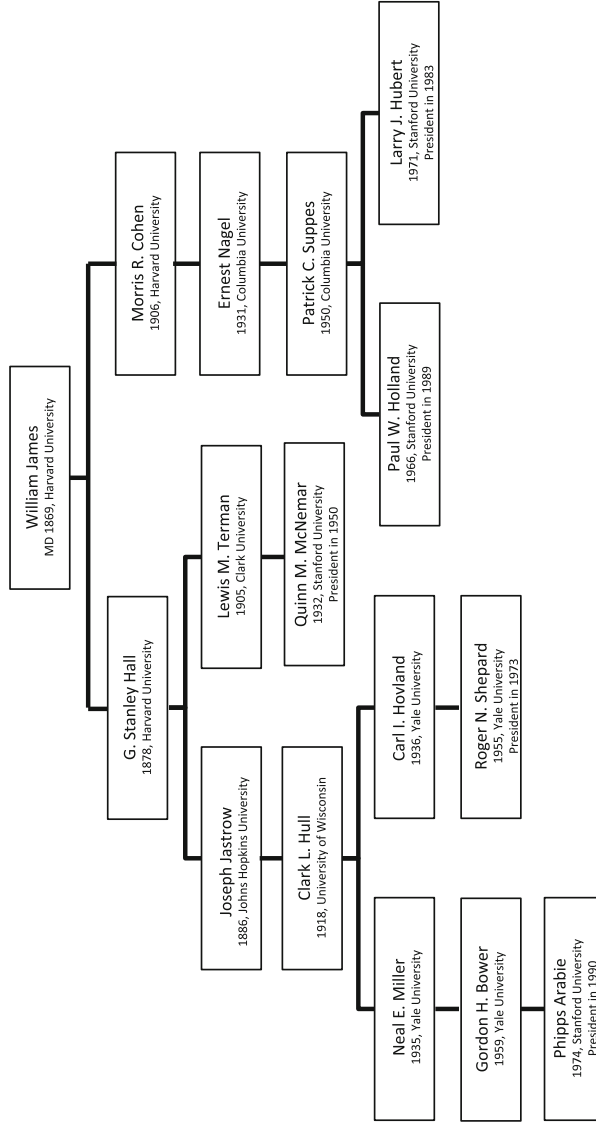 William James
MD 1869, Harvard University
G. Stanley Hall
1878, Harvard University
Morris R. Cohen
1906, Harvard University
Joseph Jastrow
1886, Johns Hopkins University
Lewis M. Terman
1905, Clark University
Ernest Nagel
1931, Columbia University
Clark L. Hull
1918, University of Wisconsin
Quinn M. McNemar
1932, Stanford University
President in 1950
Patrick C. Suppes
1950, Columbia University
Neal E. Miller
1935, Yale University
Carl I. Hovland
1936, Yale University
Paul W. Holland
1966, Stanford University
President in 1989
Larry J. Hubert
1971, Stanford University
President in 1983
Gordon H. Bower
1959, Yale University
Roger N. Shepard
1955, Yale University
President in 1973
Phipps Arabie
1974, Stanford University
President in 1990